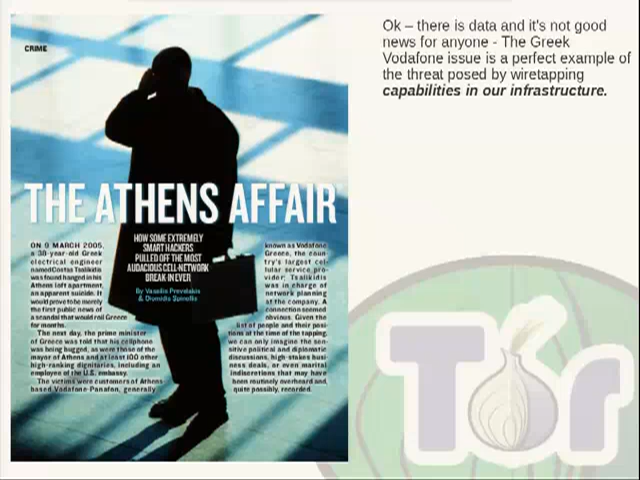 CRIME
THE ATHENS AFFAIR
HOW SOME EXTREMELY
SMART HACKERS
PULLED OFF THE MOST
AUDACIOUS CELL-NETWORK
BREAK-IN EVER
By Vassilis Prevelakis
& Diomidis Spinellis
ON 9 MARCH 2005,
a 38-year-old Greek
electrical engineer
named Costas Tsalikidis
was found hanged in his
Athens loft apartment,
an apparent suicide. It
would prove to be merely
the first public news of
a scandal that would roil Greece
for months.
The next day, the prime minister
of Greece was told that his cellphone
was being bugged, as were those of the
mayor of Athens and at least 100 other
high-ranking dignitaries, including an
employee of the U.S. embassy.
The victims were customers of Athens-
based Vodafone-Panafon, generally
known as Vodafone
Greece, the coun-
try's largest cel-
lular service pro-
vider; Tsalikidis
was in charge of
network planning
at the company. A
connection seemed
obvious. Given the
list of people and their posi-
tions at the time of the tapping,
we can only imagine the sen-
sitive political and diplomatic
discussions, high-stakes busi
ness deals, or even marital
indiscretions that may have
been routinely overheard and,
quite possibly, recorded.
Ok – there is data and it's not good
news for anyone - The Greek
Vodafone issue is a perfect example of
the threat posed by wiretapping
capabilities in our infrastructure.
Tor